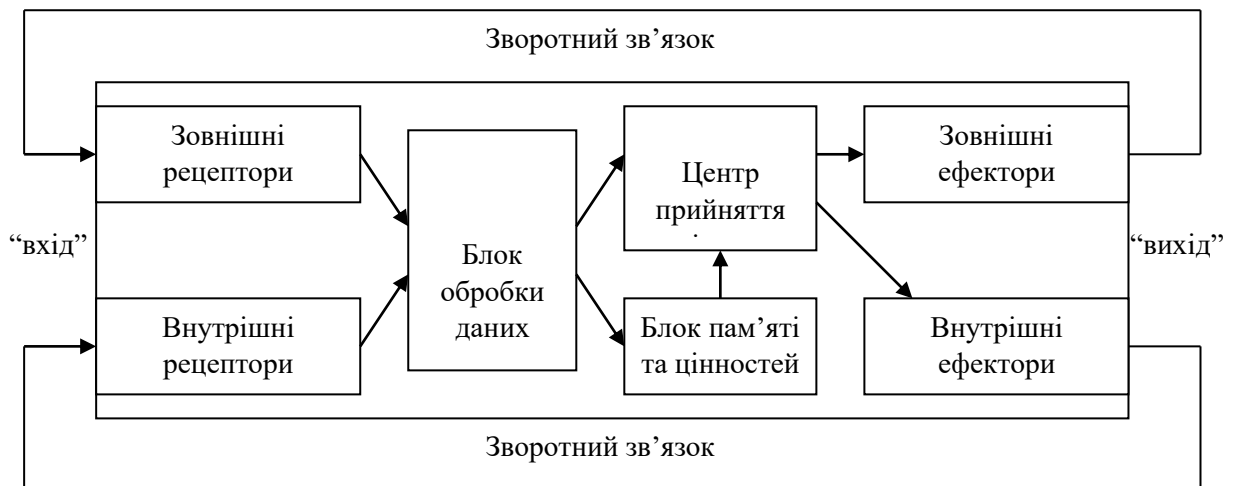 Зворотний зв’язок
Зовнішні
рецептори
Центр
прийняття
Зовнішні
ефектори
“вхід”
Блок
обробки
даних
“вихід”
Внутрішні
рецептори
Блок пам’яті
та цінностей
Внутрішні
ефектори
Зворотний зв’язок